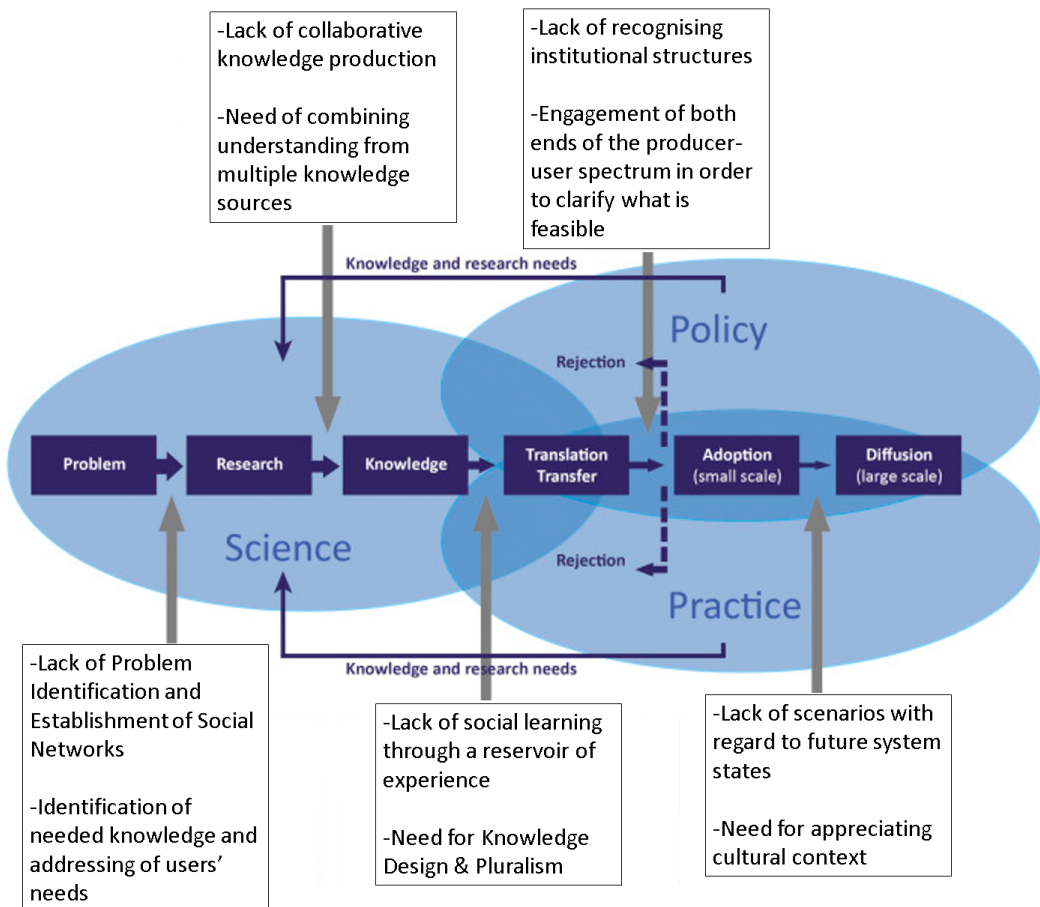 -Lack of collaborative
knowledge production
-Need of combining
understanding from
multiple knowledge
sources
-Lack of recognising
institutional structures
-Engagement of both
ends of the producer-
user spectrum in order
to clarify what is
feasible
Knowledge and research needs
Policy
Rejection
Problem
Research
Knowledge
Translation
Transfer
Adoption
(small scale)
Diffusion
(large scale)
Science
Rejection
Practice
Knowledge and research needs
-Lack of Problem
Identification and
Establishment of Social
Networks
-Identification of
needed knowledge and
addressing of users’
needs
-Lack of social learning
through a reservoir of
experience
-Need for Knowledge
Design & Pluralism
-Lack of scenarios with
regard to future system
states
-Need for appreciating
cultural context